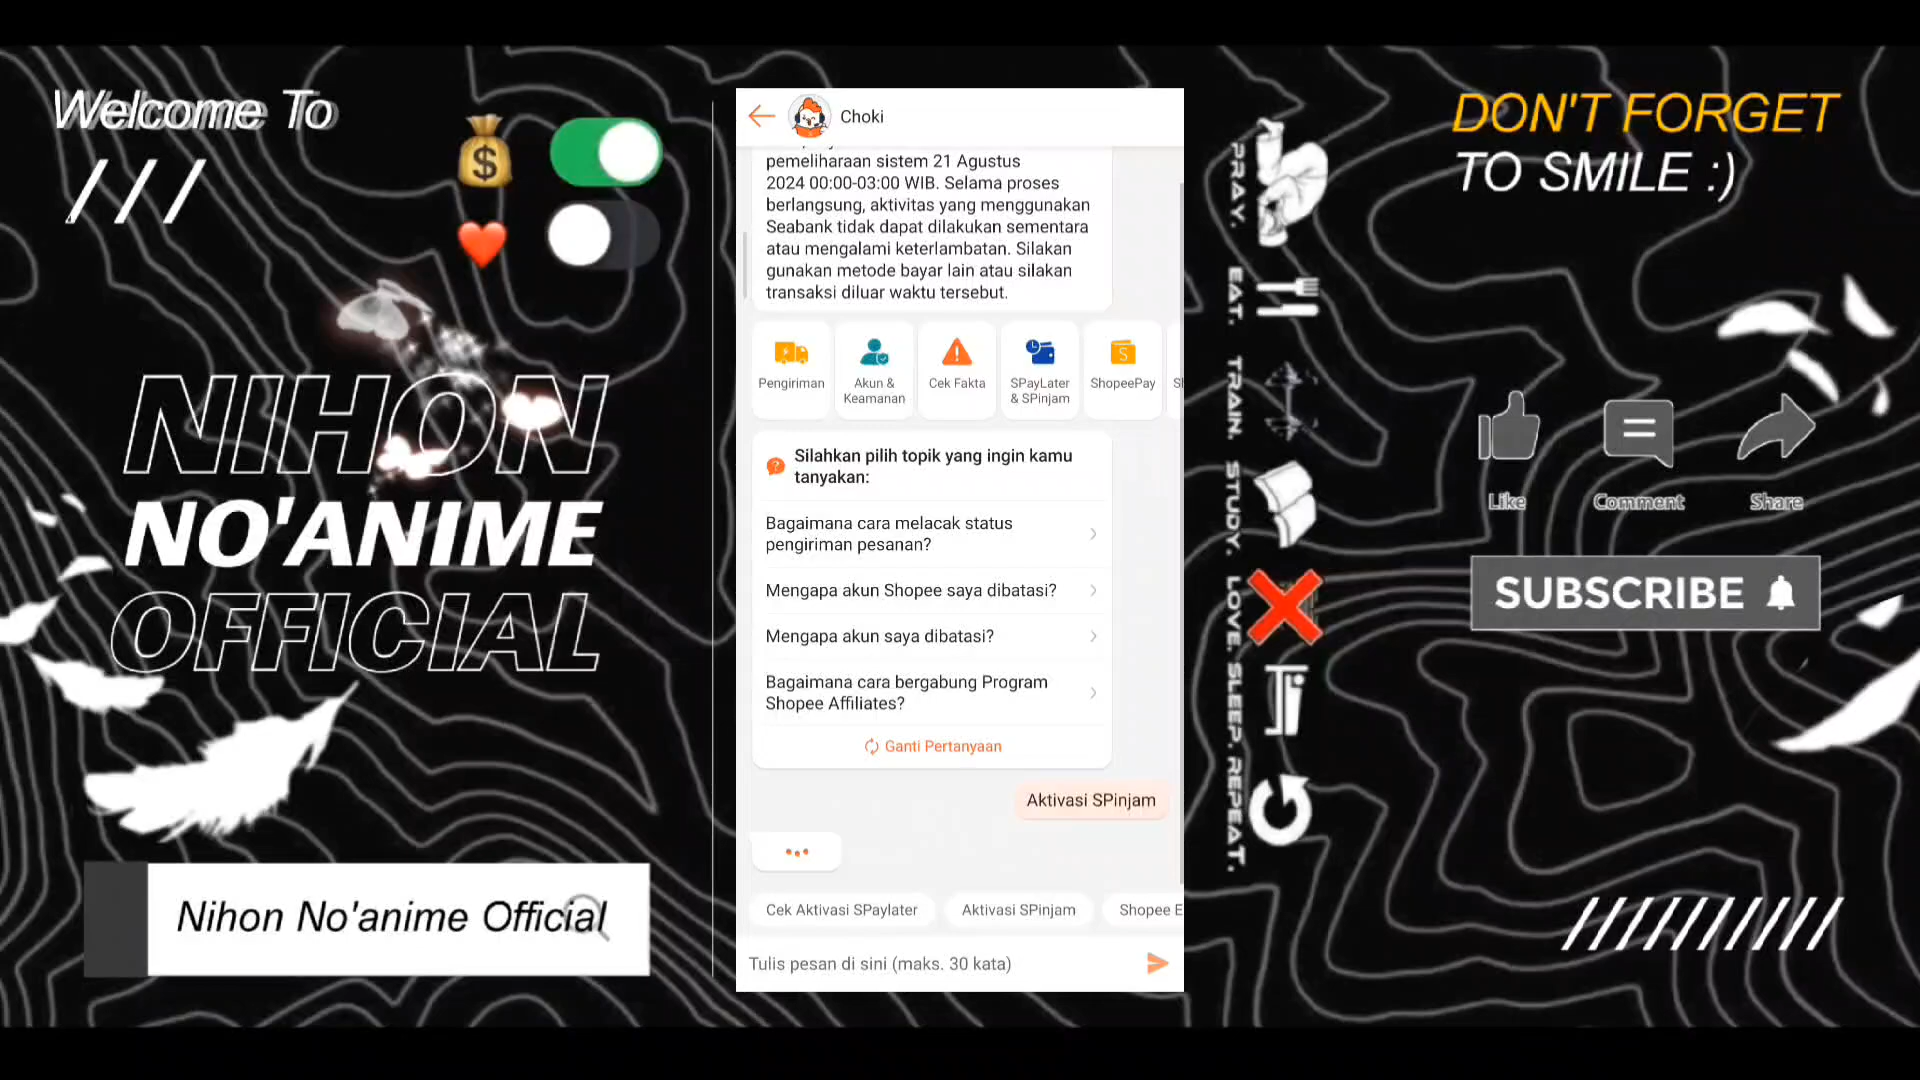 Welcome To
NIHON
NO'ANIME
OFFICIAL
Nihon No'anime Official
Choki
pemeliharaan sistem 21 Agustus
2024 00:00-03:00 WIB. Selama proses
berlangsung, aktivitas yang menggunakan
Seabank tidak dapat dilakukan sementara
atau mengalami keterlambatan. Silakan
gunakan metode bayar lain atau silakan
transaksi diluar waktu tersebut.
Pengiriman
Akun &
Keamanan
Cek Fakta
SPayLater
& SPinjam
ShopeePay
Silahkan pilih topik yang ingin kamu
tanyakan:
Bagaimana cara melacak status
pengiriman pesanan?
Mengapa akun Shopee saya dibatasi?
Mengapa akun saya dibatasi?
Bagaimana cara bergabung Program
Shopee Affiliates?
Ganti Pertanyaan
Aktivasi SPinjam
Cek Aktivasi SPaylater
Aktivasi SPinjam
Shopee E
Tulis pesan di sini (maks. 30 kata)
PRAY. EAT. TRAIN. STUDY. LOVE. SLEEP. REPEAT.
DON'T FORGET
TO SMILE :)
Like
Comment
Share
SUBSCRIBE